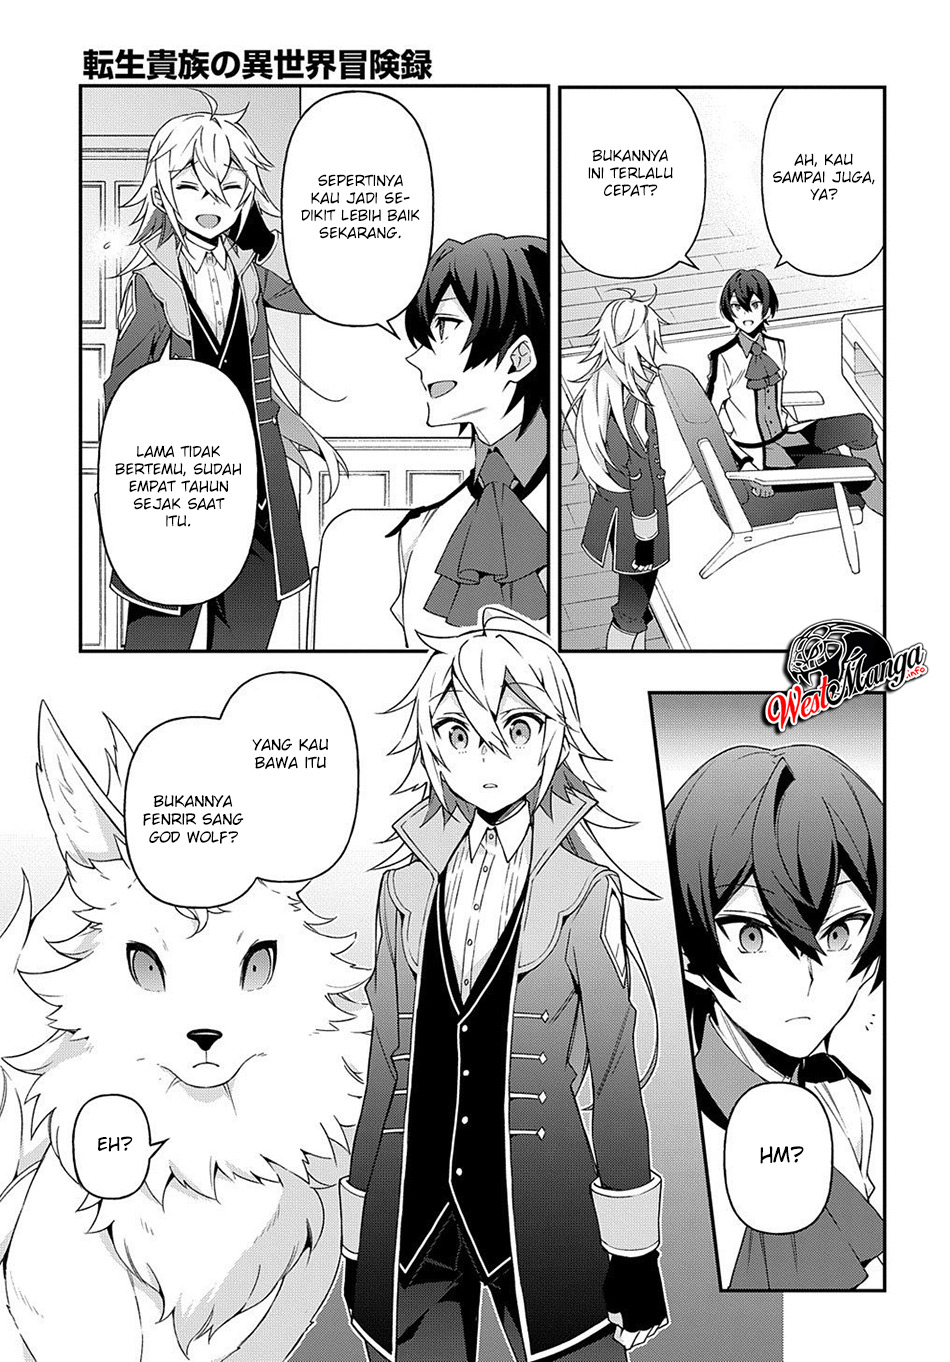 転生貴族の異世界冒険録
AH, KAU
SAMPAI JUGA,
YA?
BUKANNYA
INI TERLALU
CEPAT?
SEPERTINYA
KAU JADI SE-
DIKIT LEBIH BAIK
SEKARANG.
LAMA TIDAK
BERTEMU, SUDAH
EMPAT TAHUN
SEJAK SAAT
ITU.
WestManga
.info
HM?
YANG KAU
BAWA ITU
BUKANNYA
FENRIR SANG
GOD WOLF?
EH?